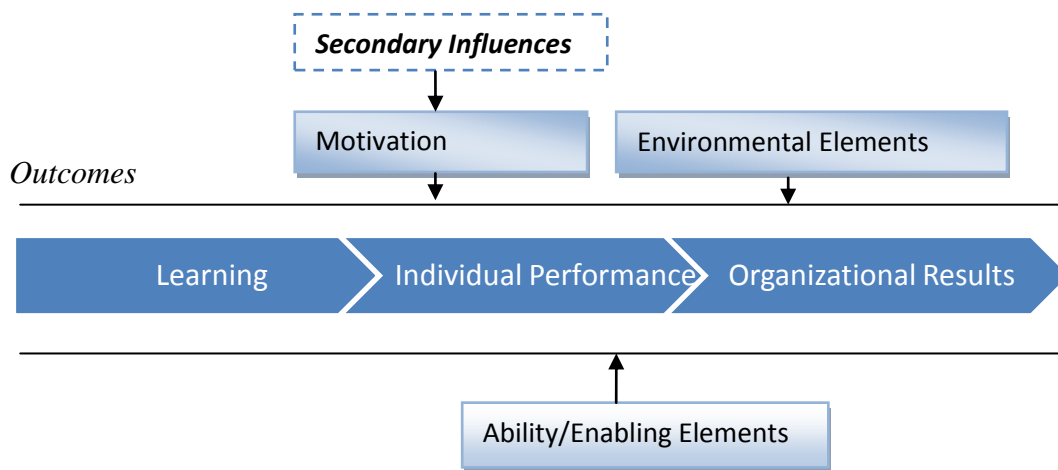 Secondary Influences
Motivation
Environmental Elements
Outcomes
Learning
Individual Performance
Organizational Results
Ability/Enabling Elements